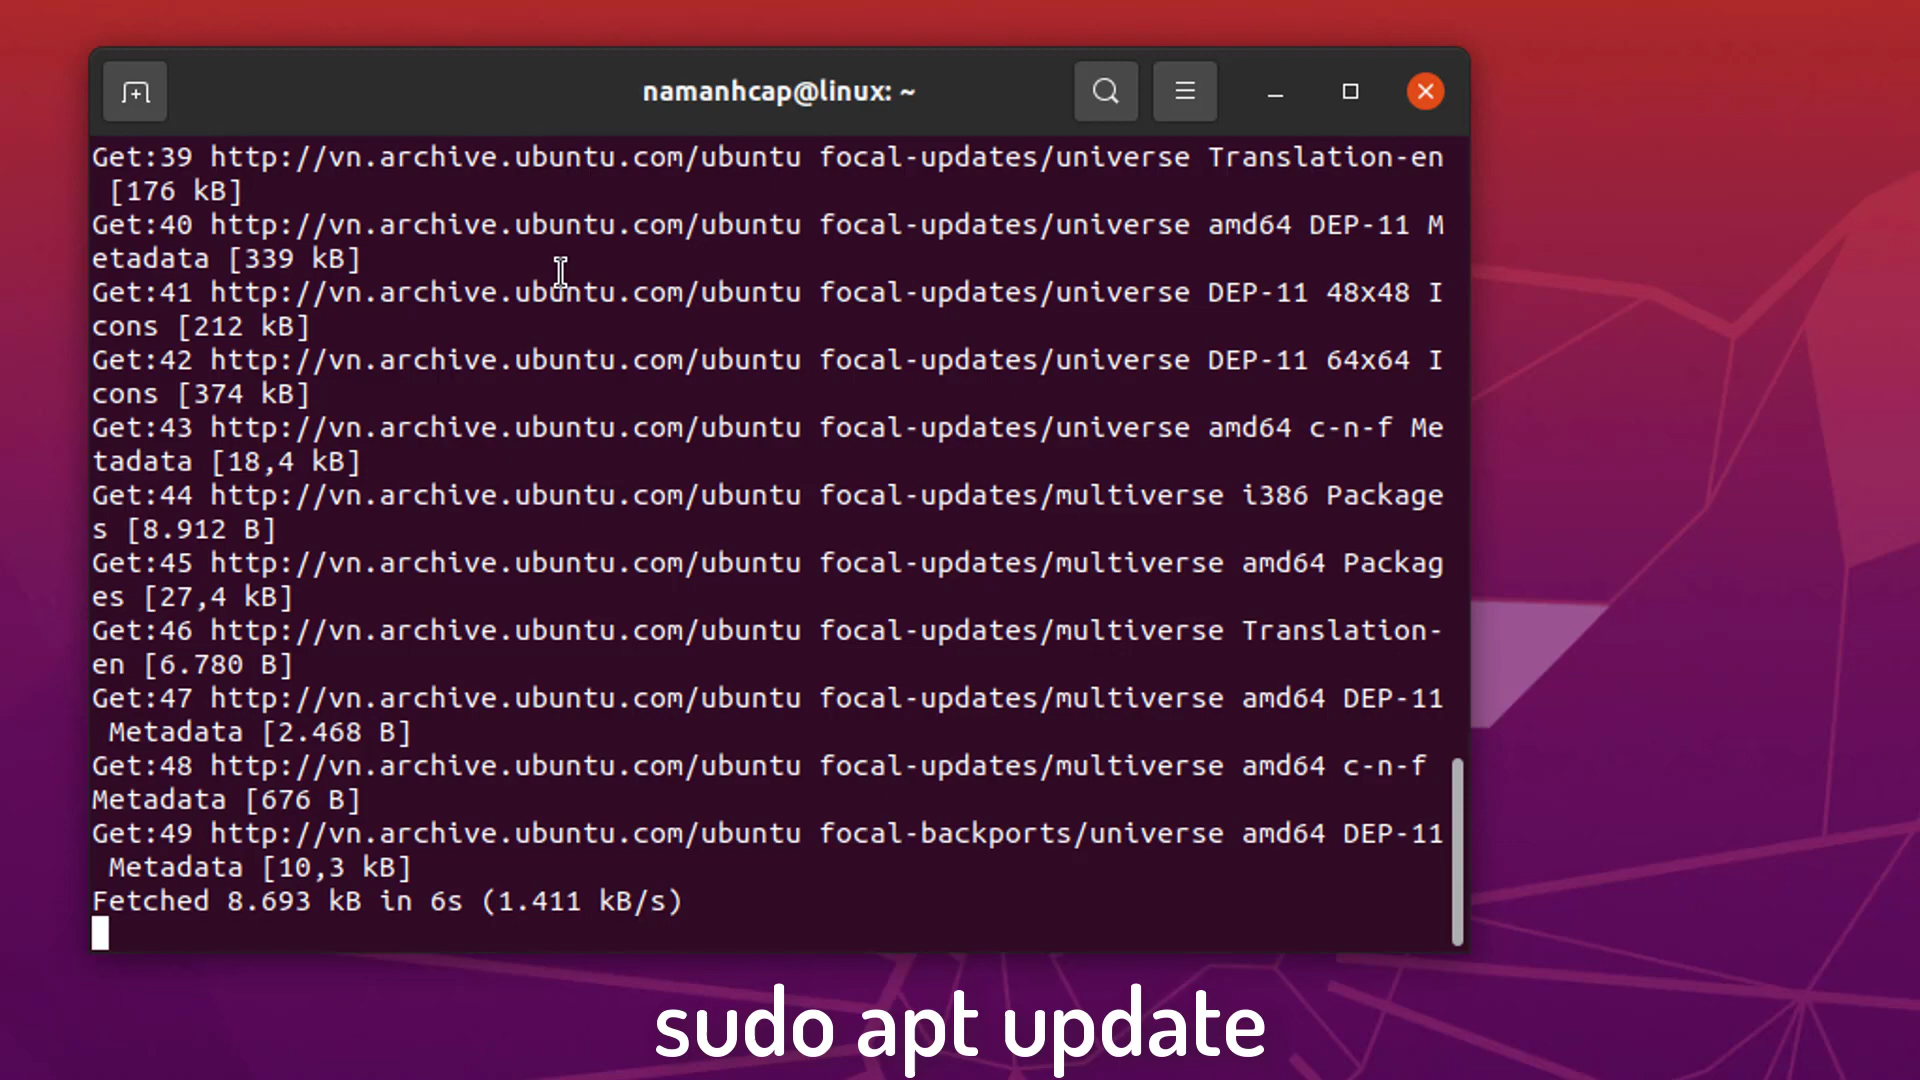 namanhcap@linux: ~
Get:39 http://vn.archive.ubuntu.com/ubuntu focal-updates/universe Translation-en
 [176 kB]
Get:40 http://vn.archive.ubuntu.com/ubuntu focal-updates/universe amd64 DEP-11 M
etadata [339 kB]
Get:41 http://vn.archive.ubuntu.com/ubuntu focal-updates/universe DEP-11 48x48 I
cons [212 kB]
Get:42 http://vn.archive.ubuntu.com/ubuntu focal-updates/universe DEP-11 64x64 I
cons [374 kB]
Get:43 http://vn.archive.ubuntu.com/ubuntu focal-updates/universe amd64 c-n-f Me
tadata [18,4 kB]
Get:44 http://vn.archive.ubuntu.com/ubuntu focal-updates/multiverse i386 Package
s [8.912 B]
Get:45 http://vn.archive.ubuntu.com/ubuntu focal-updates/multiverse amd64 Packag
es [27,4 kB]
Get:46 http://vn.archive.ubuntu.com/ubuntu focal-updates/multiverse Translation-
en [6.780 B]
Get:47 http://vn.archive.ubuntu.com/ubuntu focal-updates/multiverse amd64 DEP-11
 Metadata [2.468 B]
Get:48 http://vn.archive.ubuntu.com/ubuntu focal-updates/multiverse amd64 c-n-f
Metadata [676 B]
Get:49 http://vn.archive.ubuntu.com/ubuntu focal-backports/universe amd64 DEP-11
 Metadata [10,3 kB]
Fetched 8.693 kB in 6s (1.411 kB/s)
sudo apt update